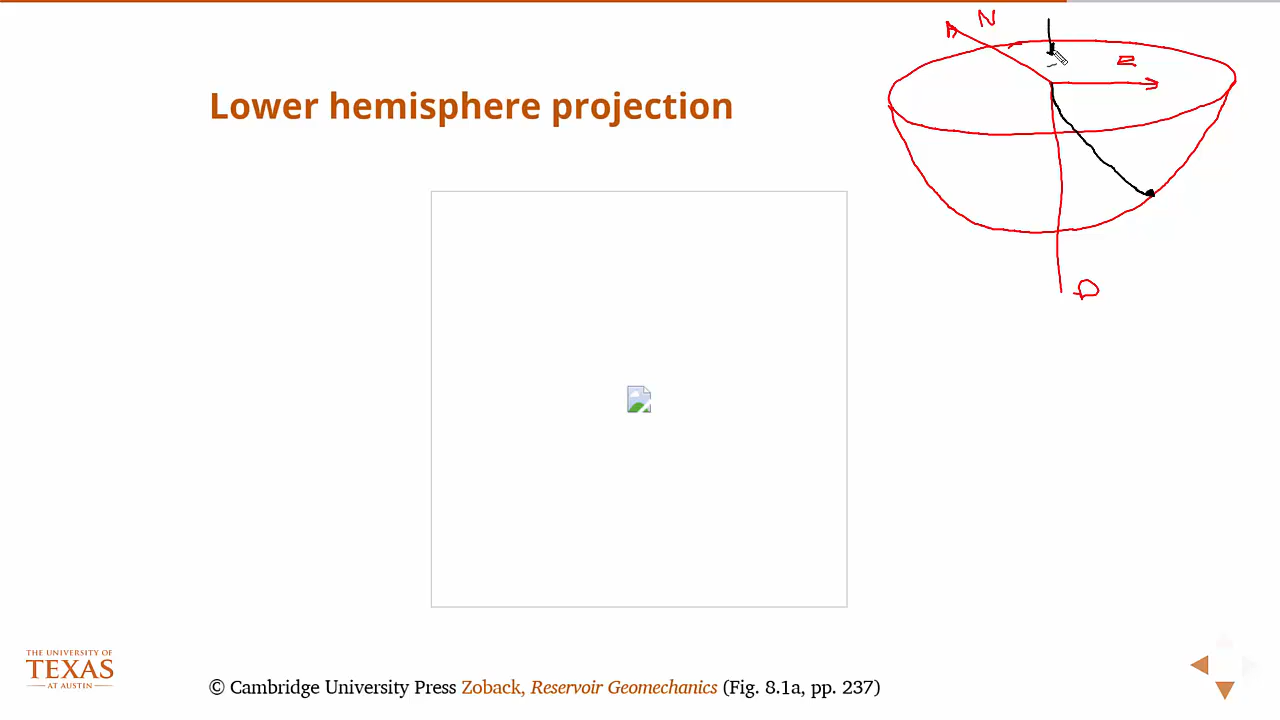 N
E
Lower hemisphere projection
D
THE UNIVERSITY OF
TEXAS
AT AUSTIN
© Cambridge University Press Zoback, Reservoir Geomechanics (Fig. 8.1a, pp. 237)